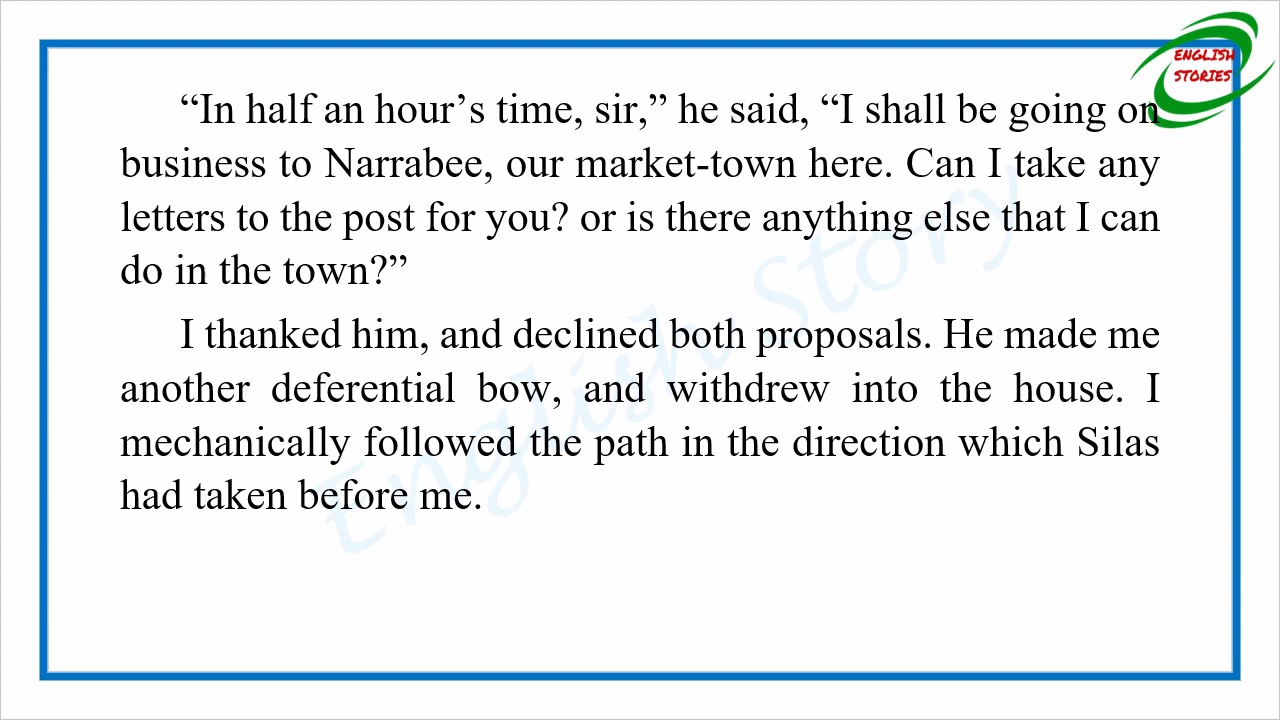 ENGLISH
STORIES
“In half an hour’s time, sir,” he said, “I shall be going on
business to Narrabee, our market-town here. Can I take any
letters to the post for you? or is there anything else that I can
do in the town?”
I thanked him, and declined both proposals. He made me
another deferential bow, and withdrew into the house. I
mechanically followed the path in the direction which Silas
had taken before me.
English Story